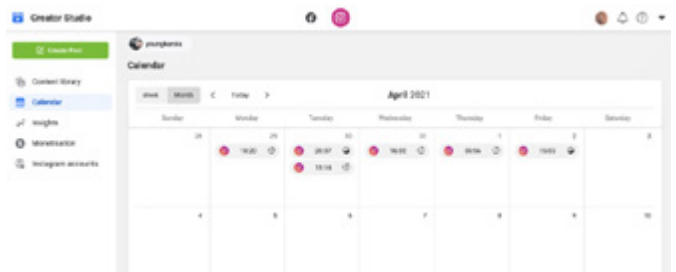 Creator Studio
Create Post
Calendar
Content library
Calendar
Insights
Monetisation
Instagram accounts
Week Month Today
April 2021
Sunday Monday Tuesday Wednesday Thursday Friday Saturday
28 29 30 31 1 2 3
4 5 6 7 8 9 10